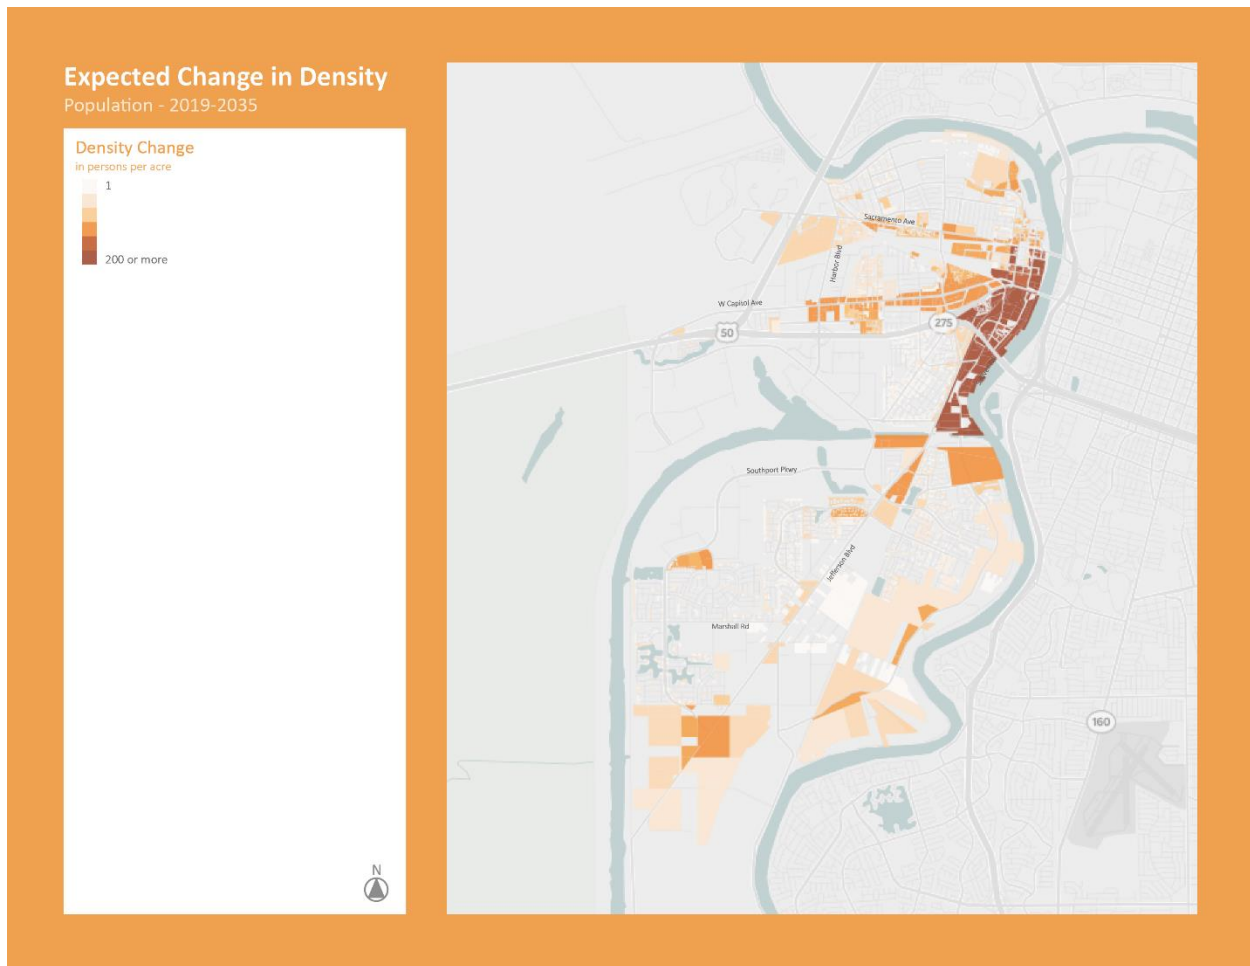 Expected Change in Density
Population - 2019-2035
Density Change
in persons per acre
1
200 or more
N
Sacramento Ave
Harbor Blvd
W Capitol Ave
50
275
Southport Pkwy
Jefferson Blvd
Marshall Rd
160